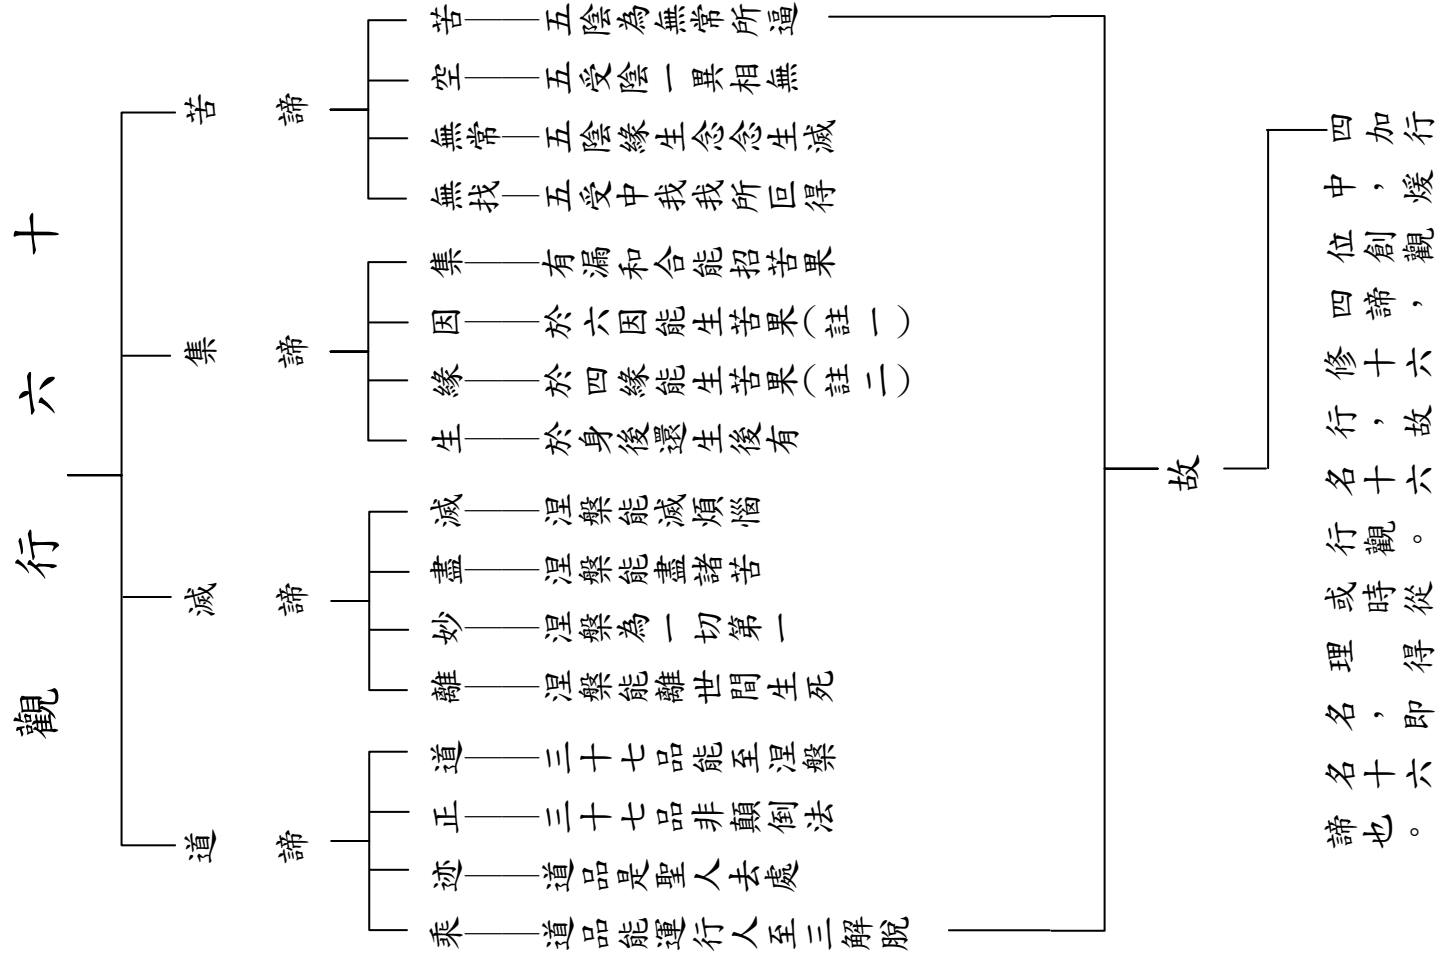 十六行觀
苦諦
苦　五陰為無常所逼
空　五受陰一異相無
無常　五陰緣生念念生滅
無找　五受中我我所叵得
集諦
集　有漏和合能招苦果
因　於六因能生苦果(註一)
緣　於四緣能生苦果(註二)
生　於身後還生後有
滅諦
滅　涅槃能滅煩惱
盡　涅槃能盡諸苦
妙　涅槃為一切第一
離　涅槃能離世間生死
道諦
道　三十七品能至涅槃
正　三十七品非顛倒法
迹　道品是聖人去處
乘　道品能運行人至三解脫
故
四加行
中，煖
位創觀
四諦，
修十六
行，故
名十六
行觀。
或時從
理得
名，即
名十六
諦也。